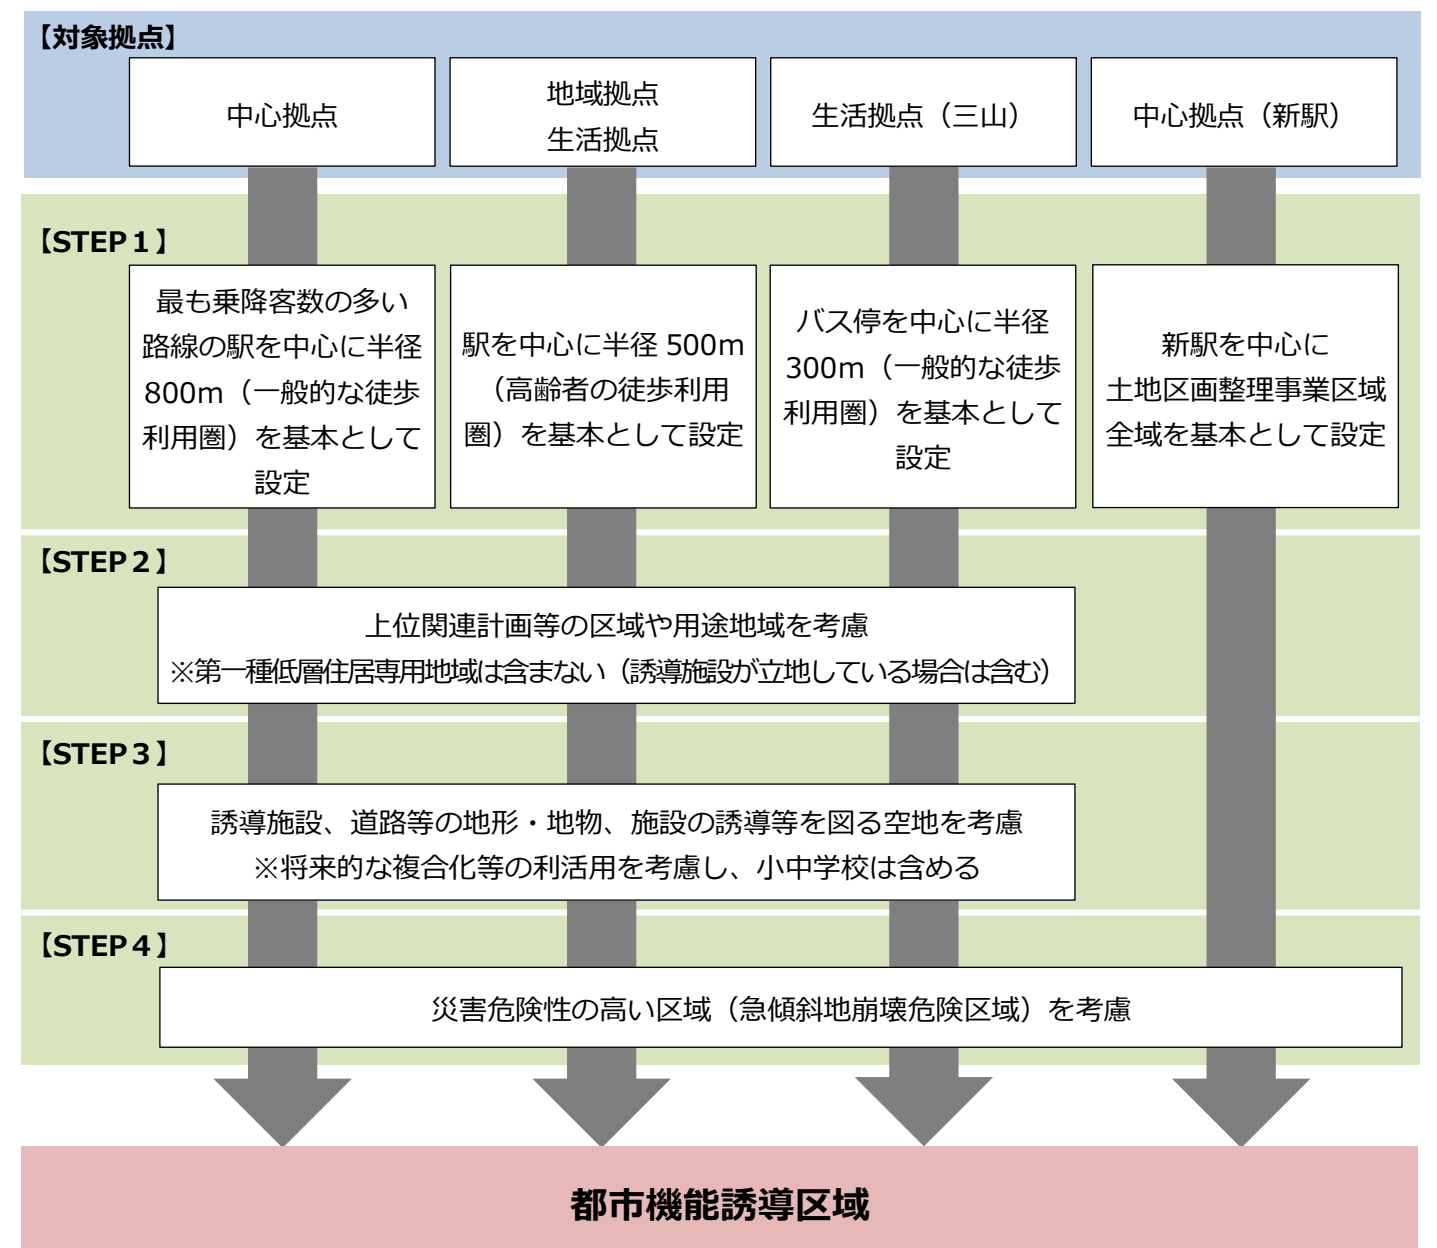 【対象拠点】
中心拠点
地域拠点
生活拠点
生活拠点（三山）
中心拠点（新駅）
【STEP１】
最も乗降客数の多い
路線の駅を中心に半径
800m（一般的な徒歩
利用圏）を基本として
設定
駅を中心に半径 500m
（高齢者の徒歩利用
圏）を基本として設定
バス停を中心に半径
300m（一般的な徒歩
利用圏）を基本として
設定
新駅を中心に
土地区画整理事業区域
全域を基本として設定
【STEP２】
上位関連計画等の区域や用途地域を考慮
※第一種低層住居専用地域は含まない（誘導施設が立地している場合は含む）
【STEP３】
誘導施設、道路等の地形・地物、施設の誘導等を図る空地を考慮
※将来的な複合化等の利活用を考慮し、小中学校は含める
【STEP４】
災害危険性の高い区域（急傾斜地崩壊危険区域）を考慮
都市機能誘導区域